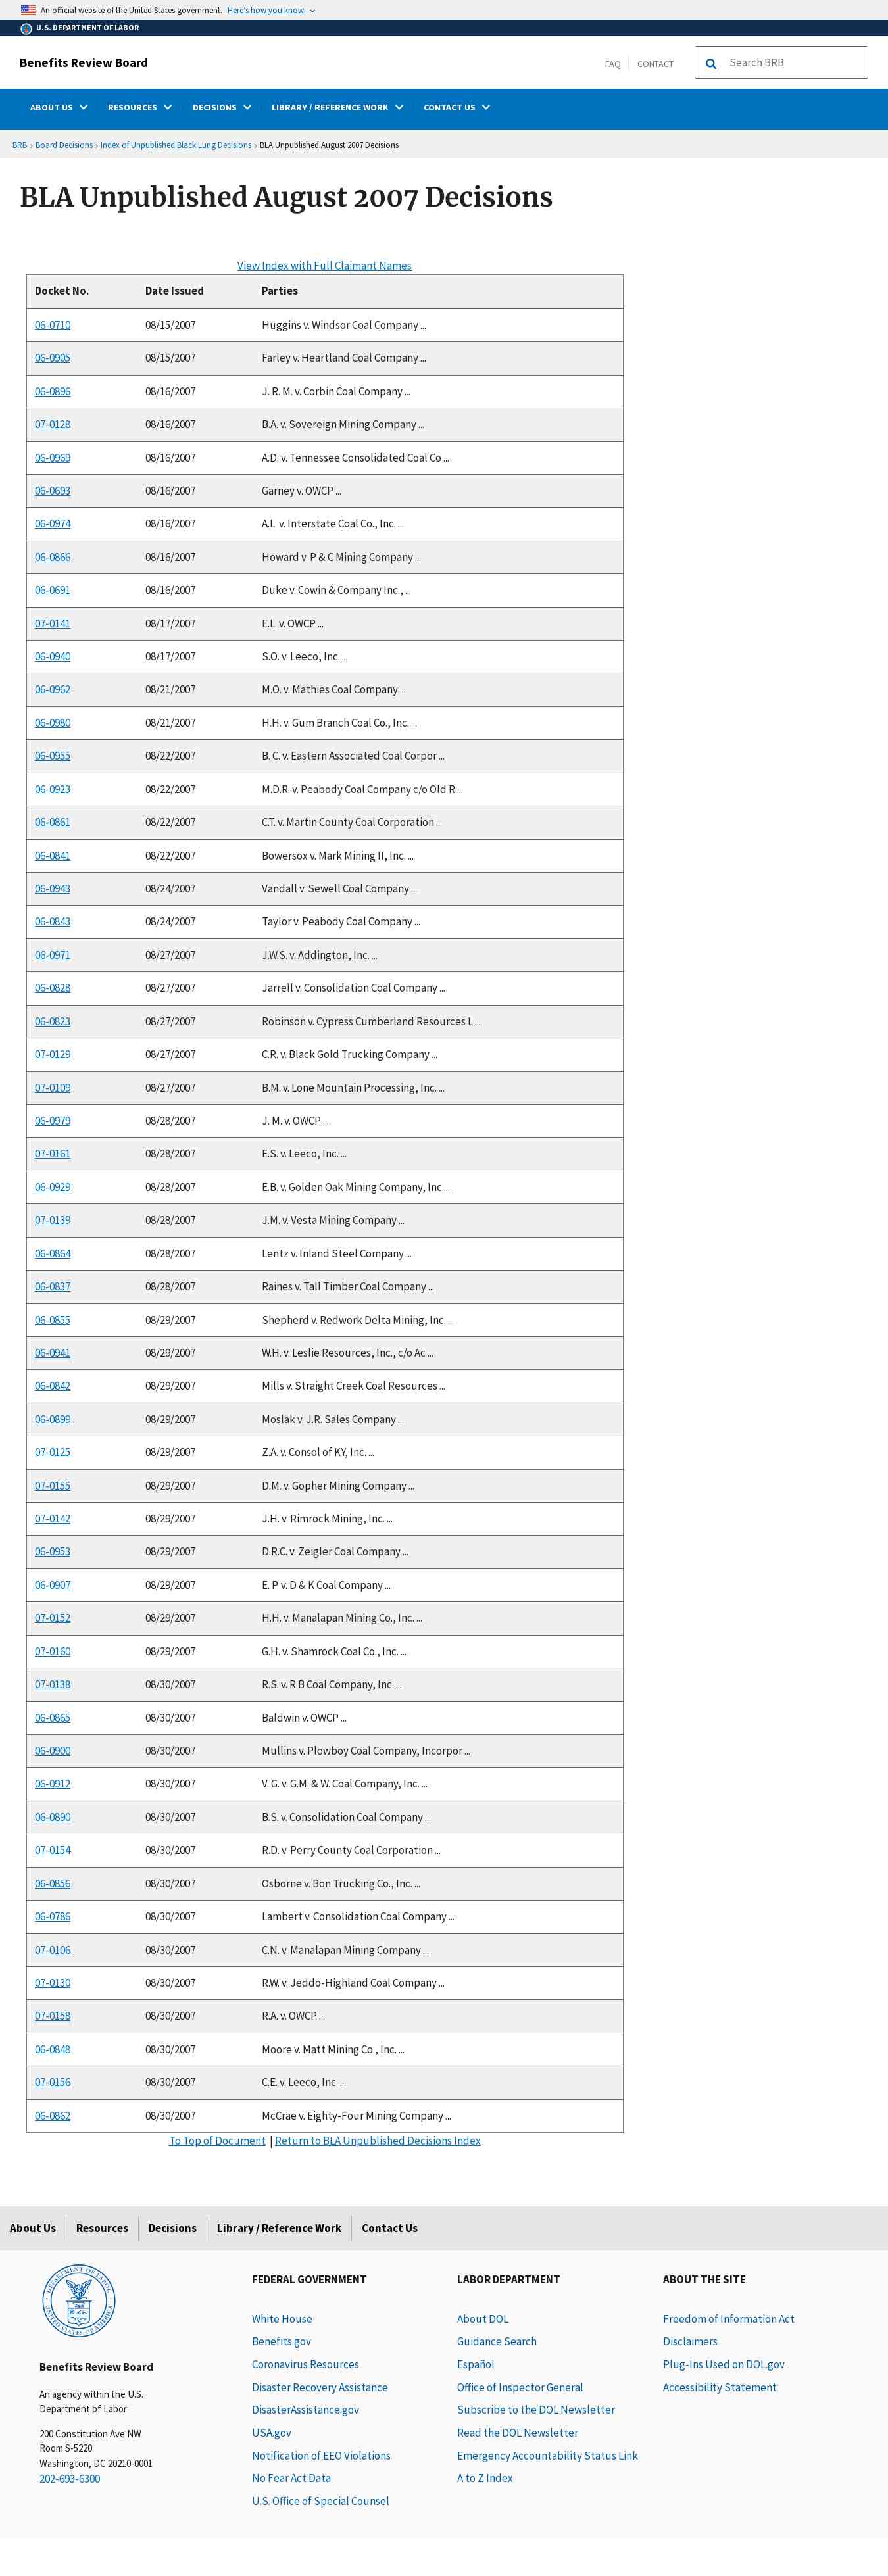 An official website of the United States government. Here's how you know
U.S. DEPARTMENT OF LABOR
Benefits Review Board
FAQ CONTACT Search BRB
ABOUT US RESOURCES DECISIONS LIBRARY / REFERENCE WORK CONTACT US
BRB › Board Decisions › Index of Unpublished Black Lung Decisions › BLA Unpublished August 2007 Decisions
BLA Unpublished August 2007 Decisions
View Index with Full Claimant Names
Docket No. Date Issued Parties
06-0710 08/15/2007 Huggins v. Windsor Coal Company ...
06-0905 08/15/2007 Farley v. Heartland Coal Company ...
06-0896 08/16/2007 J. R. M. v. Corbin Coal Company ...
07-0128 08/16/2007 B.A. v. Sovereign Mining Company ...
06-0969 08/16/2007 A.D. v. Tennessee Consolidated Coal Co ...
06-0693 08/16/2007 Garney v. OWCP ...
06-0974 08/16/2007 A.L. v. Interstate Coal Co., Inc. ...
06-0866 08/16/2007 Howard v. P & C Mining Company ...
06-0691 08/16/2007 Duke v. Cowin & Company Inc., ...
07-0141 08/17/2007 E.L. v. OWCP ...
06-0940 08/17/2007 S.O. v. Leeco, Inc. ...
06-0962 08/21/2007 M.O. v. Mathies Coal Company ...
06-0980 08/21/2007 H.H. v. Gum Branch Coal Co., Inc. ...
06-0955 08/22/2007 B. C. v. Eastern Associated Coal Corpor ...
06-0923 08/22/2007 M.D.R. v. Peabody Coal Company c/o Old R ...
06-0861 08/22/2007 C.T. v. Martin County Coal Corporation ...
06-0841 08/22/2007 Bowersox v. Mark Mining II, Inc. ...
06-0943 08/24/2007 Vandall v. Sewell Coal Company ...
06-0843 08/24/2007 Taylor v. Peabody Coal Company ...
06-0971 08/27/2007 J.W.S. v. Addington, Inc. ...
06-0828 08/27/2007 Jarrell v. Consolidation Coal Company ...
06-0823 08/27/2007 Robinson v. Cypress Cumberland Resources L ...
07-0129 08/27/2007 C.R. v. Black Gold Trucking Company ...
07-0109 08/27/2007 B.M. v. Lone Mountain Processing, Inc. ...
06-0979 08/28/2007 J. M. v. OWCP ...
07-0161 08/28/2007 E.S. v. Leeco, Inc. ...
06-0929 08/28/2007 E.B. v. Golden Oak Mining Company, Inc ...
07-0139 08/28/2007 J.M. v. Vesta Mining Company ...
06-0864 08/28/2007 Lentz v. Inland Steel Company ...
06-0837 08/28/2007 Raines v. Tall Timber Coal Company ...
06-0855 08/29/2007 Shepherd v. Redwork Delta Mining, Inc. ...
06-0941 08/29/2007 W.H. v. Leslie Resources, Inc., c/o Ac ...
06-0842 08/29/2007 Mills v. Straight Creek Coal Resources ...
06-0899 08/29/2007 Moslak v. J.R. Sales Company ...
07-0125 08/29/2007 Z.A. v. Consol of KY, Inc. ...
07-0155 08/29/2007 D.M. v. Gopher Mining Company ...
07-0142 08/29/2007 J.H. v. Rimrock Mining, Inc. ...
06-0953 08/29/2007 D.R.C. v. Zeigler Coal Company ...
06-0907 08/29/2007 E. P. v. D & K Coal Company ...
07-0152 08/29/2007 H.H. v. Manalapan Mining Co., Inc. ...
07-0160 08/29/2007 G.H. v. Shamrock Coal Co., Inc. ...
07-0138 08/30/2007 R.S. v. R B Coal Company, Inc. ...
06-0865 08/30/2007 Baldwin v. OWCP ...
06-0900 08/30/2007 Mullins v. Plowboy Coal Company, Incorpor ...
06-0912 08/30/2007 V. G. v. G.M. & W. Coal Company, Inc. ...
06-0890 08/30/2007 B.S. v. Consolidation Coal Company ...
07-0154 08/30/2007 R.D. v. Perry County Coal Corporation ...
06-0856 08/30/2007 Osborne v. Bon Trucking Co., Inc. ...
06-0786 08/30/2007 Lambert v. Consolidation Coal Company ...
07-0106 08/30/2007 C.N. v. Manalapan Mining Company ...
07-0130 08/30/2007 R.W. v. Jeddo-Highland Coal Company ...
07-0158 08/30/2007 R.A. v. OWCP ...
06-0848 08/30/2007 Moore v. Matt Mining Co., Inc. ...
07-0156 08/30/2007 C.E. v. Leeco, Inc. ...
06-0862 08/30/2007 McCrae v. Eighty-Four Mining Company ...
To Top of Document | Return to BLA Unpublished Decisions Index
About Us Resources Decisions Library / Reference Work Contact Us
DEPARTMENT OF LABOR
UNITED STATES OF AMERICA
Benefits Review Board
An agency within the U.S.
Department of Labor
200 Constitution Ave NW
Room S-5220
Washington, DC 20210-0001
202-693-6300
FEDERAL GOVERNMENT
White House
Benefits.gov
Coronavirus Resources
Disaster Recovery Assistance
DisasterAssistance.gov
USA.gov
Notification of EEO Violations
No Fear Act Data
U.S. Office of Special Counsel
LABOR DEPARTMENT
About DOL
Guidance Search
Español
Office of Inspector General
Subscribe to the DOL Newsletter
Read the DOL Newsletter
Emergency Accountability Status Link
A to Z Index
ABOUT THE SITE
Freedom of Information Act
Disclaimers
Plug-Ins Used on DOL.gov
Accessibility Statement